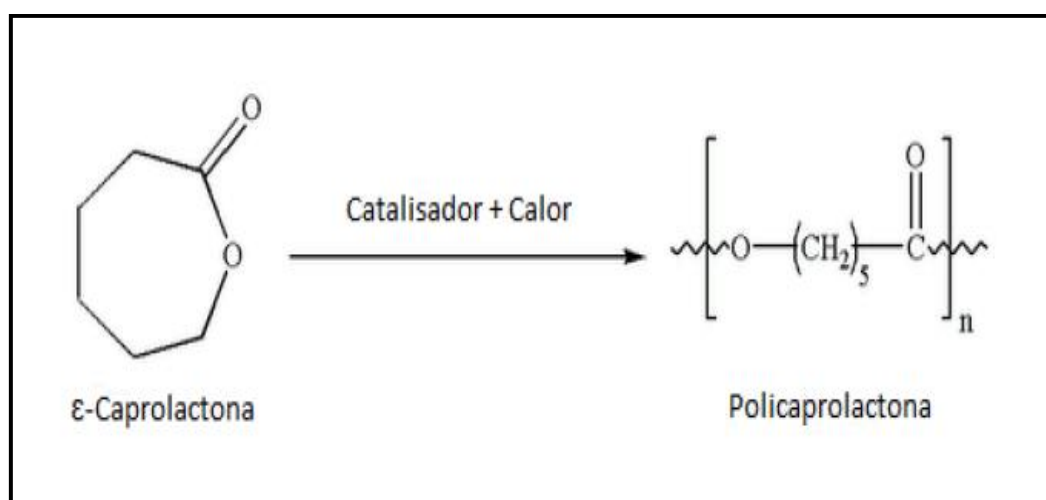 O
O
Catalisador + Calor
ε-Caprolactona
O
O (CH2)5 C
n
Policaprolactona